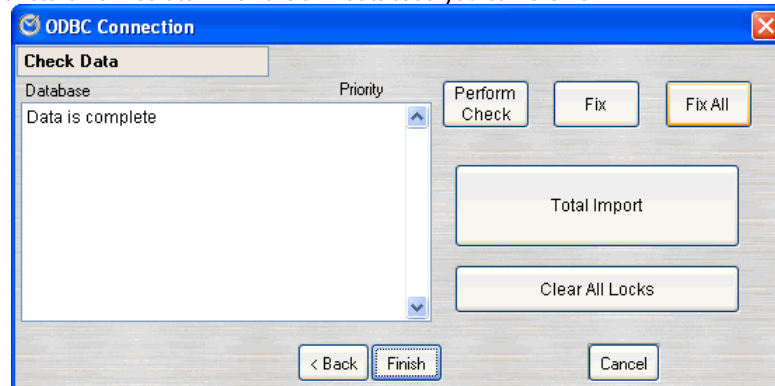 ODBC Connection
Check Data
Database Priority
Data is complete
Perform Check
Fix
Fix All
Total Import
Clear All Locks
< Back
Finish
Cancel